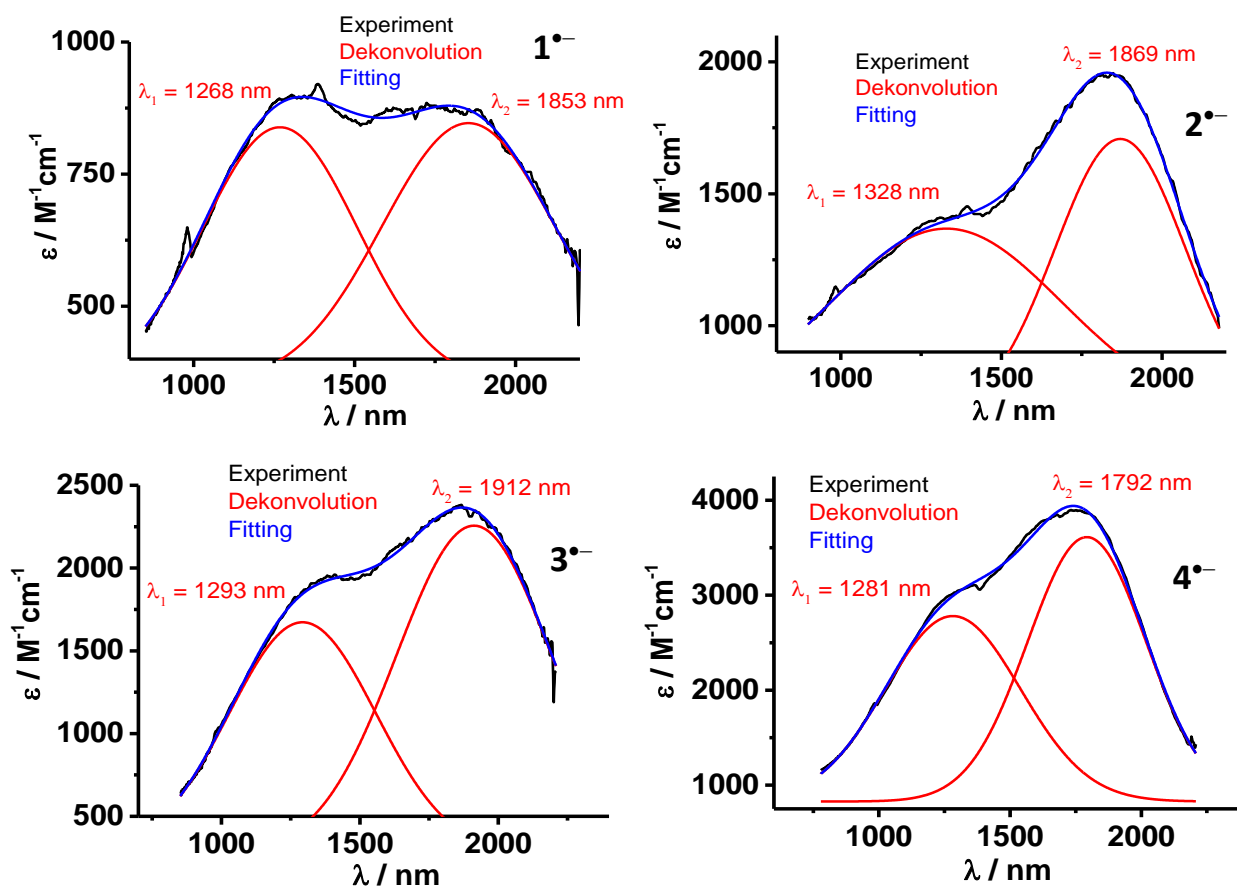 Experiment
Dekonvolution
Fitting
1•−
λ1 = 1268 nm
λ2 = 1853 nm
1000
750
500
ε / M-1cm-1
1000 1500 2000
λ / nm
Experiment
Dekonvolution
Fitting
λ2 = 1869 nm
2•−
λ1 = 1328 nm
2000
1500
1000
ε / M-1cm-1
1000 1500 2000
λ / nm
Experiment
Dekonvolution
Fitting
λ2 = 1912 nm
3•−
λ1 = 1293 nm
2500
2000
1500
1000
500
ε / M-1cm-1
1000 1500 2000
λ / nm
Experiment
Dekonvolution
Fitting
λ2 = 1792 nm
4•−
λ1 = 1281 nm
4000
3000
2000
1000
ε / M-1cm-1
1000 1500 2000
λ / nm